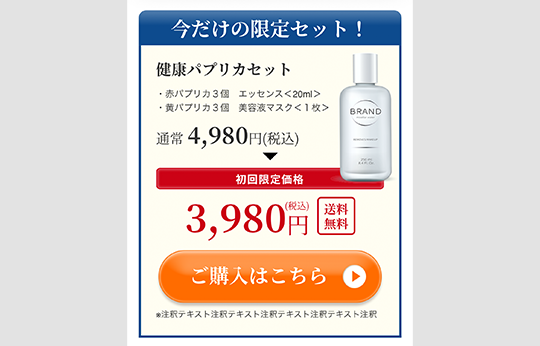 今だけの限定セット！
健康パプリカセット
・赤パプリカ３個　エッセンス＜20ml＞
・黄パプリカ３個　美容液マスク＜１枚＞
BRAND
通常 4,980円(税込)
初回限定価格
3,980円(税込)
送料
無料
ご購入はこちら
※注釈テキスト注釈テキスト注釈テキスト注釈テキスト注釈